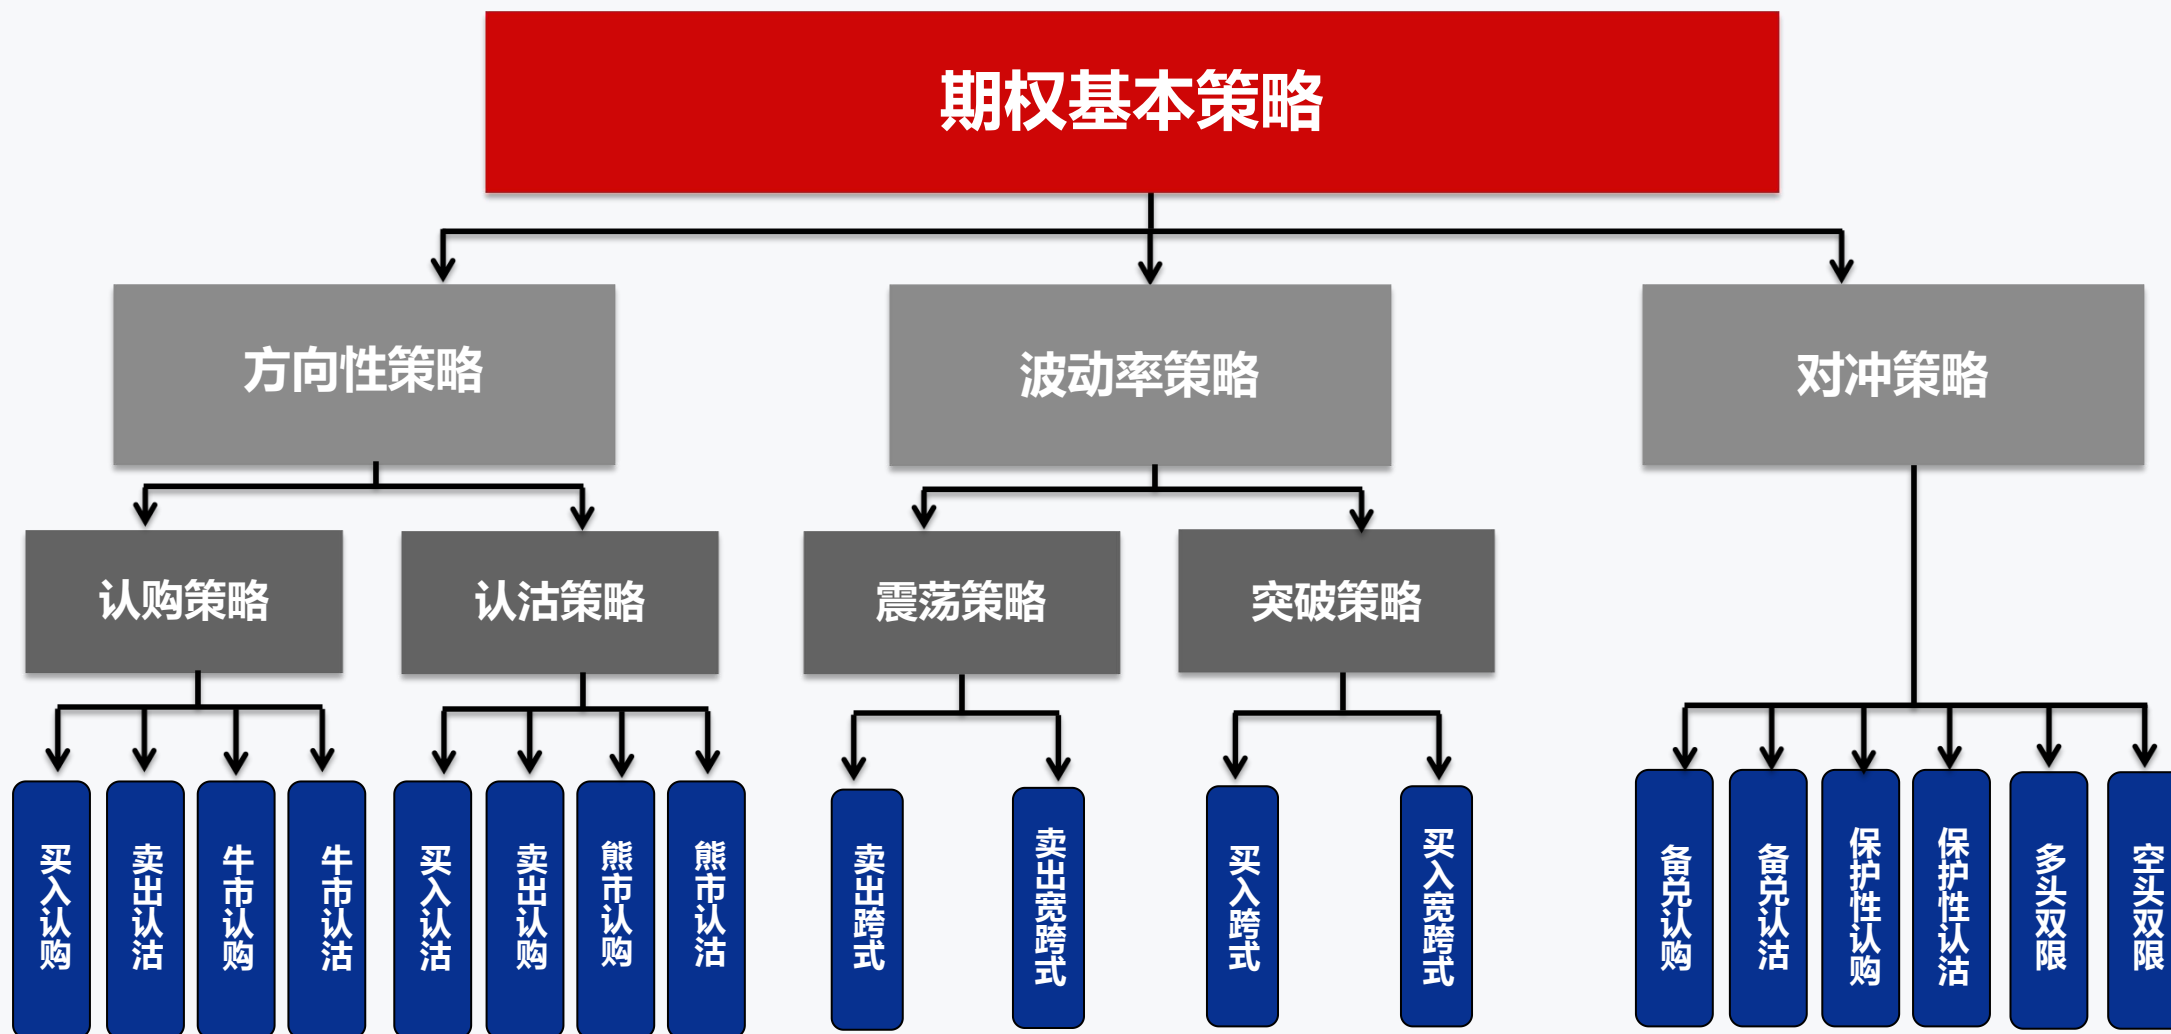 期权基本策略
方向性策略
波动率策略
对冲策略
认购策略
认沽策略
震荡策略
突破策略
买入认购
卖出认沽
牛市认购
牛市认沽
买入认沽
卖出认购
熊市认购
熊市认沽
卖出跨式
卖出宽跨式
买入跨式
买入宽跨式
备兑认购
备兑认沽
保护性认购
保护性认沽
多头双限
空头双限